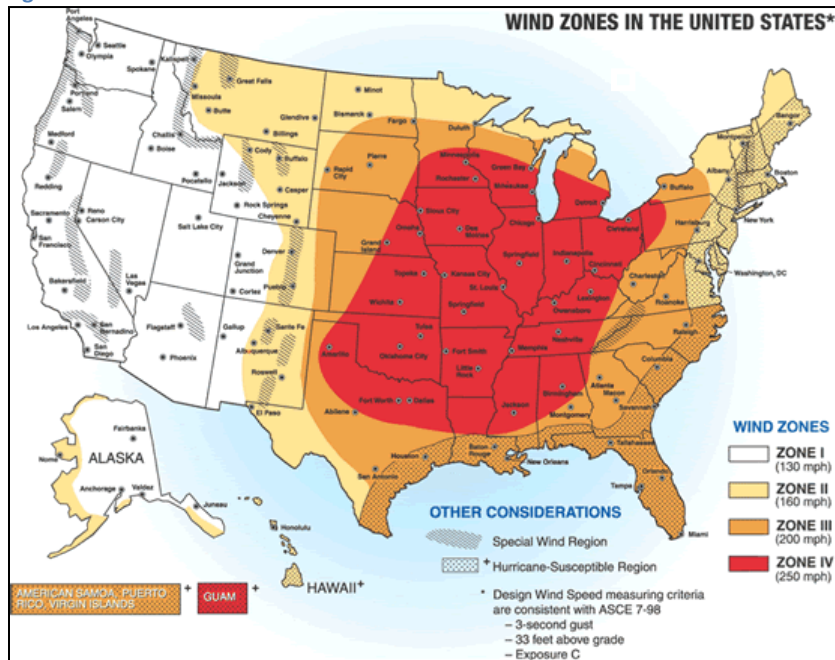 WIND ZONES IN THE UNITED STATES*
Port
Angeles
Seattle
Olympia
Spokane
Kalispell
Great Falls
Missoula
Butte
Glendive
Billings
Minot
Bismarck
Fargo
Duluth
Portland
Salem
Medford
Challis
Boise
Pocatello
Cody
Buffalo
Jackson
Casper
Rock Springs
Cheyenne
Rapid
City
Pierre
Minneapolis
Rochester
Green Bay
Milwaukee
Detroit
Buffalo
Montpelier
Bangor
Albany
Boston
New York
Harrisburg
Washington, DC
Redding
Sacramento
San
Francisco
Reno
Carson City
Salt Lake City
Grand
Junction
Cortez
Denver
Pueblo
Sioux City
Omaha
Grand
Island
Des
Moines
Chicago
Cleveland
Springfield
Indianapolis
Cincinnati
Charleston
Roanoke
Raleigh
Topeka
Kansas City
St. Louis
Lexington
Owensboro
Wichita
Springfield
Bakersfield
Las
Vegas
Los Angeles
San
Bernadino
San
Diego
Flagstaff
Phoenix
Gallup
Santa Fe
Albuquerque
Roswell
El Paso
Amarillo
Tulsa
Oklahoma City
Fort Smith
Little
Rock
Memphis
Nashville
Columbia
Atlanta
Macon
Savannah
Birmingham
Montgomery
Jackson
Fort Worth
Dallas
Abilene
Houston
San Antonio
Baton
Rouge
New Orleans
Tallahassee
Orlando
Tampa
Miami
Fairbanks
ALASKA
Nome
Anchorage
Valdez
Juneau
Honolulu
HAWAII+
AMERICAN SAMOA, PUERTO
RICO, VIRGIN ISLANDS
+
GUAM
+
OTHER CONSIDERATIONS
Special Wind Region
+ Hurricane-Susceptible Region
* Design Wind Speed measuring criteria
are consistent with ASCE 7-98
– 3-second gust
– 33 feet above grade
– Exposure C
WIND ZONES
ZONE I
(130 mph)
ZONE II
(160 mph)
ZONE III
(200 mph)
ZONE IV
(250 mph)